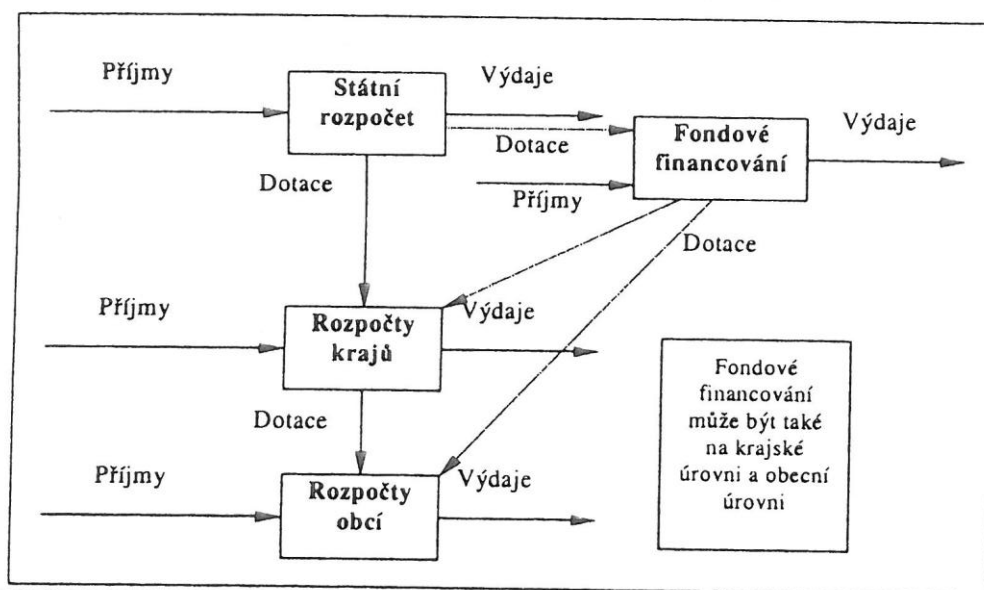 Příjmy
Státní
rozpočet
Výdaje
Dotace
Fondové
financování
Výdaje
Dotace
Příjmy
Dotace
Příjmy
Rozpočty
krajů
Výdaje
Dotace
Fondové
financování
může být také
na krajské
úrovni a obecní
úrovni
Příjmy
Rozpočty
obcí
Výdaje